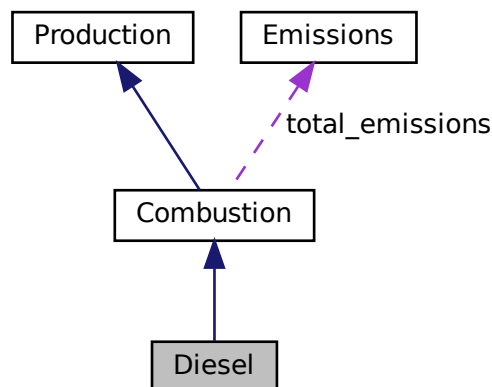 Production
Emissions
total_emissions
Combustion
Diesel